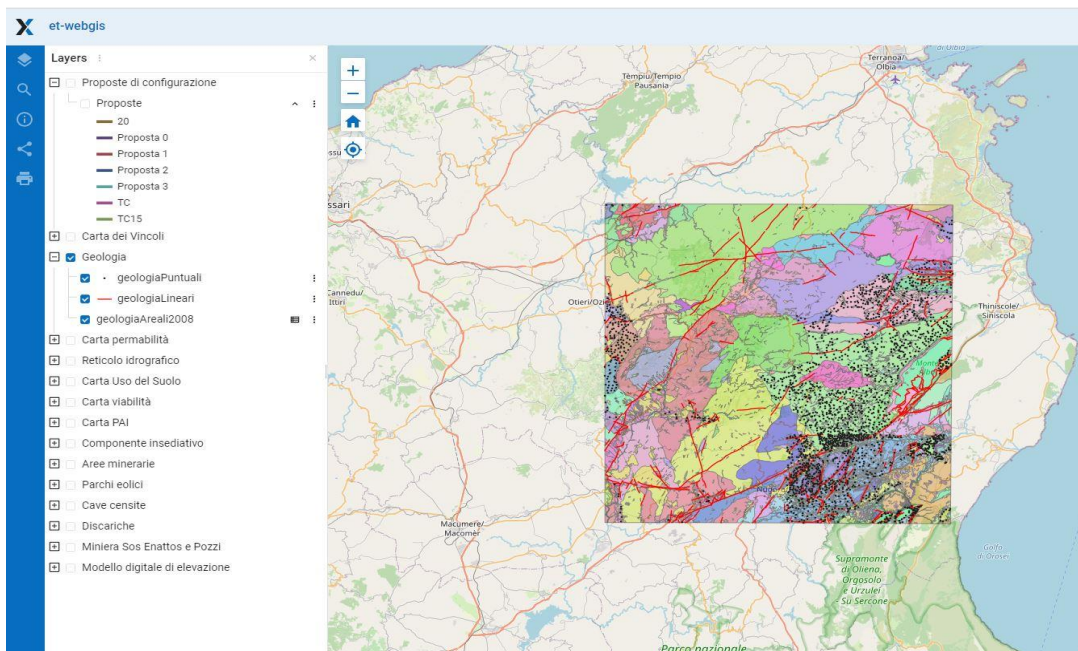 et-webgis
Layers
Proposte di configurazione
Proposte
20
Proposta 0
Proposta 1
Proposta 2
Proposta 3
TC
TC15
Carta dei Vincoli
Geologia
geologiaPuntuali
geologiaLineari
geologiaAreali2008
Carta permabilità
Reticolo idrografico
Carta Uso del Suolo
Carta viabilità
Carta PAI
Componente insediativo
Aree minerarie
Parchi eolici
Cave censite
Discariche
Miniera Sos Enattos e Pozzi
Modello digitale di elevazione
Tempiu/Tempio
Pausania
Terranoa/
Olbia
ssari
Cannedu/
Ittiri
Otieri/Ozie
Thiniscole/
Siniscola
Macumere/
Macomer
Golfo
di Orosei
Supramonte
di Oliena,
Orgosolo
e Urzulei
- Su Sercone
Parco nazionale